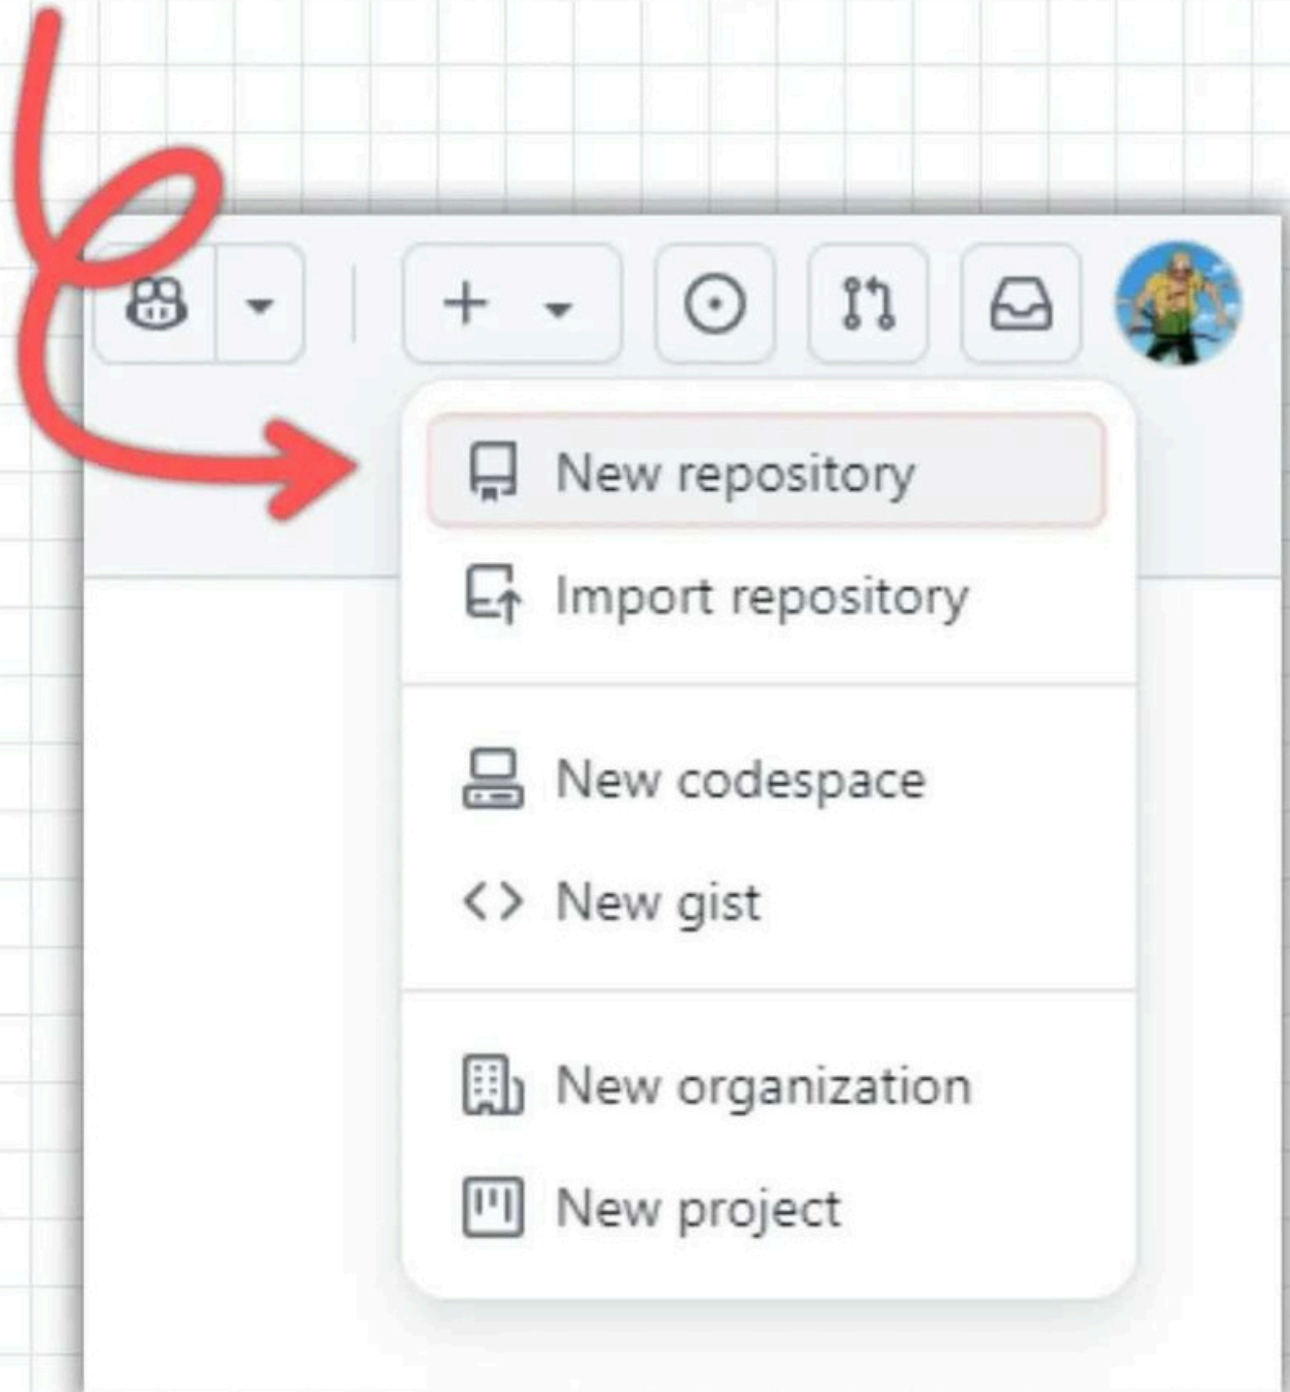 New repository
Import repository
New codespace
New gist
New organization
New project